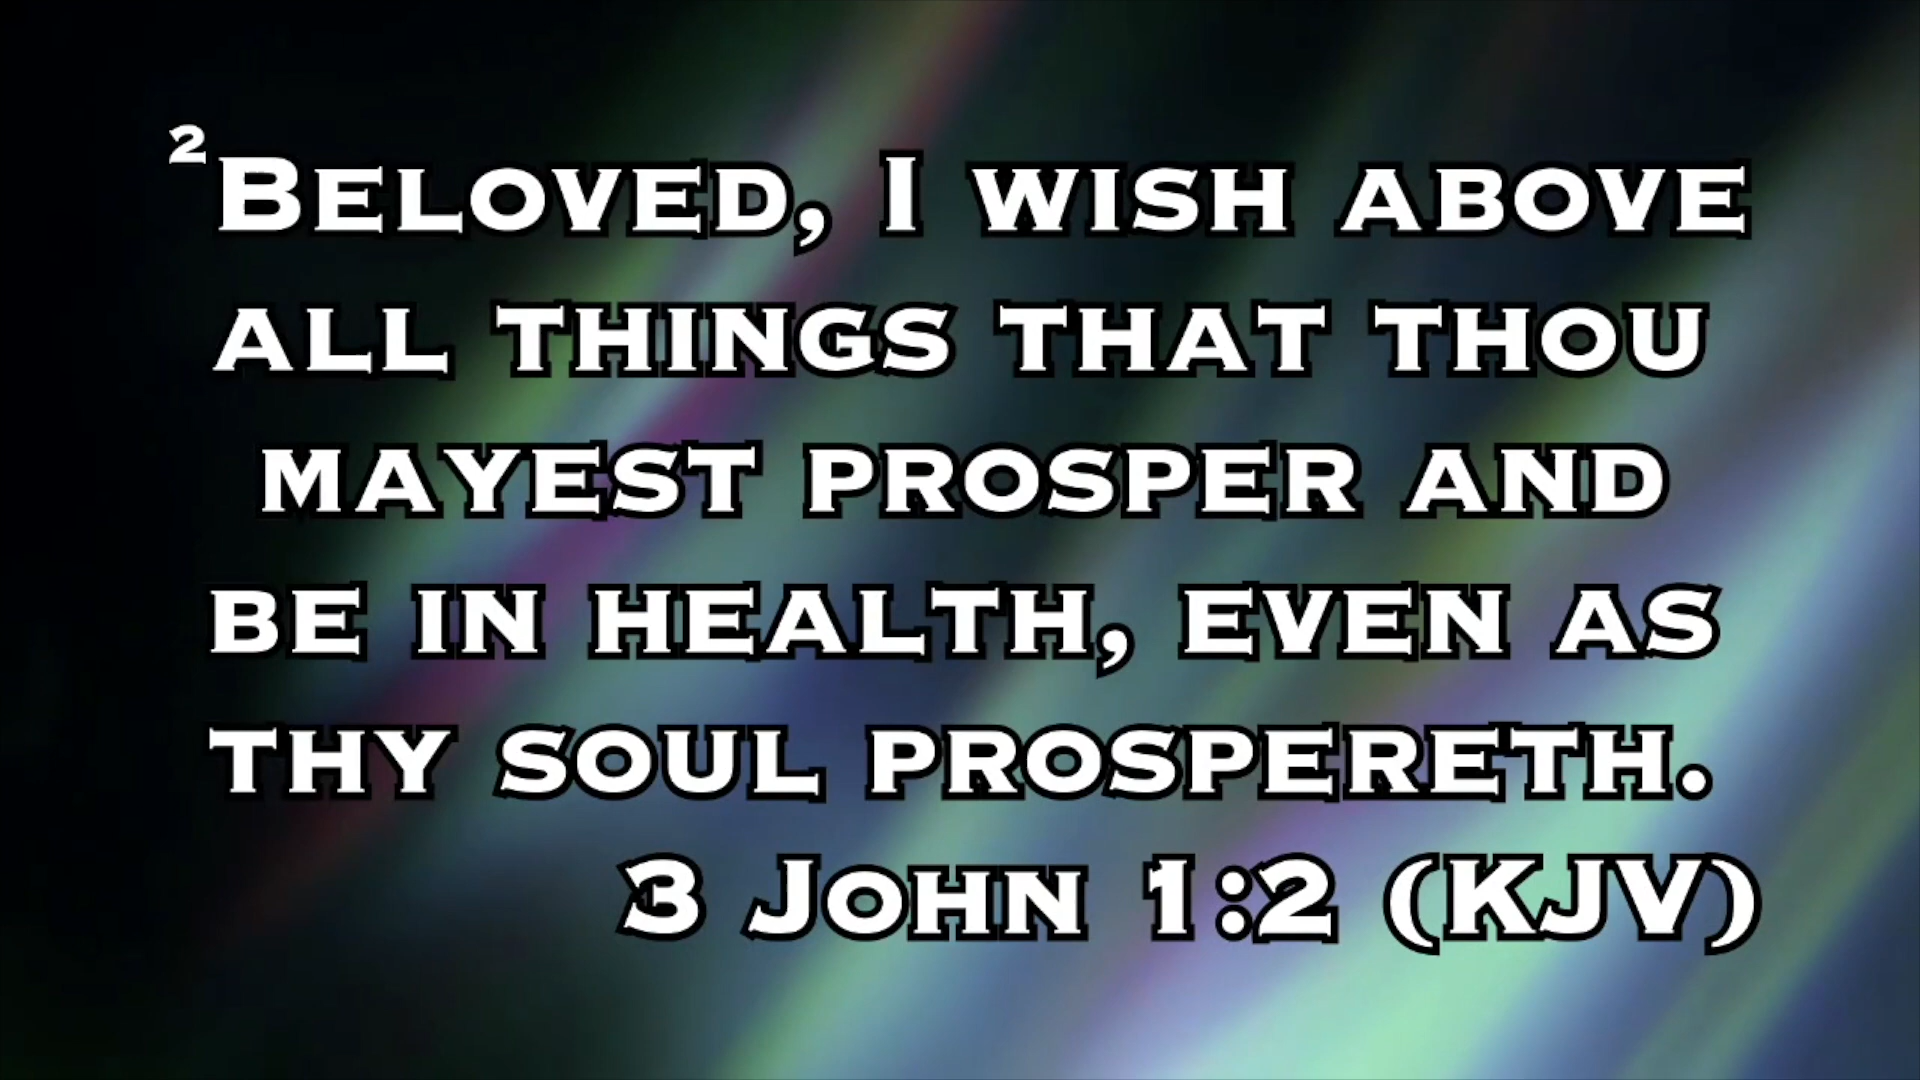 ²Beloved, I wish above
all things that thou
mayest prosper and
be in health, even as
thy soul prospereth.
3 John 1:2 (KJV)